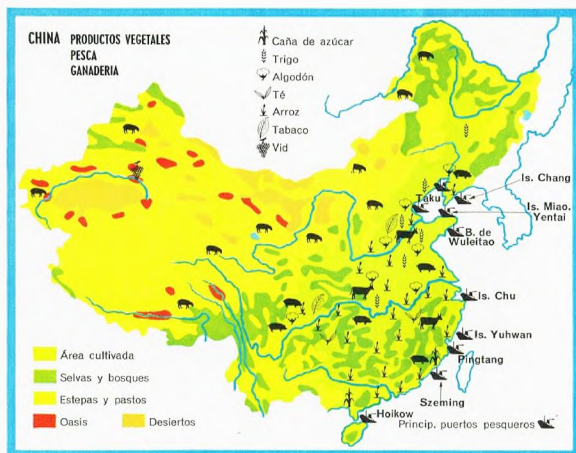 CHINA PRODUCTOS VEGETALES
PESCA
GANADERIA
Caña de azúcar
Trigo
Algodón
Té
Arroz
Tabaco
Vid
Is. Chang
Taku
Is. Miao.
Yentai
B. de
Wuleitao
Is. Chu
Is. Yuhwan
Pingtang
Szeming
Hoikow
Área cultivada
Selvas y bosques
Estepas y pastos
Oasis
Desiertos
Princip. puertos pesqueros